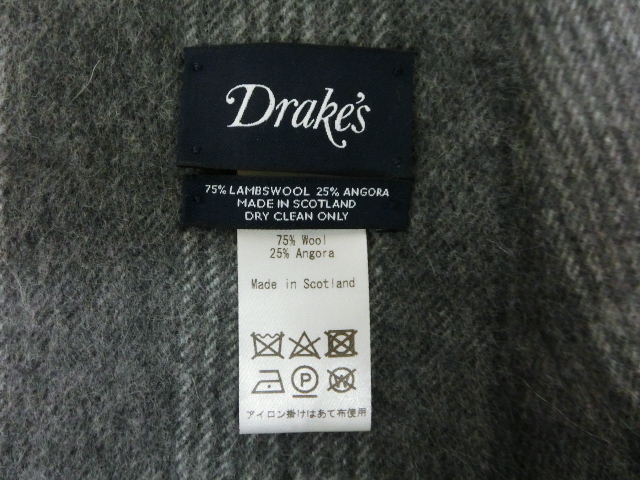 Drake's
75% LAMBSWOOL 25% ANGORA
MADE IN SCOTLAND
DRY CLEAN ONLY
75% Wool
25% Angora
Made in Scotland
P
W
アイロン掛けはあて布使用